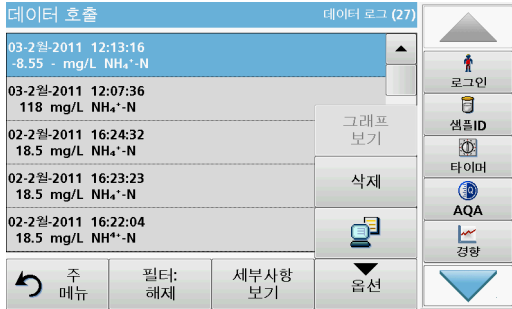 데이터 호출
데이터 로그 (27)
03-2월-2011 12:13:16
-8.55 - mg/L NH₄⁺-N
03-2월-2011 12:07:36
118 mg/L NH₄⁺-N
02-2월-2011 16:24:32
18.5 mg/L NH₄⁺-N
02-2월-2011 16:23:23
18.5 mg/L NH₄⁺-N
02-2월-2011 16:22:04
18.5 mg/L NH⁴⁺-N
그래프
보기
삭제
옵션
주
메뉴
필터:
해제
세부사항
보기
로그인
샘플ID
타이머
AQA
경향